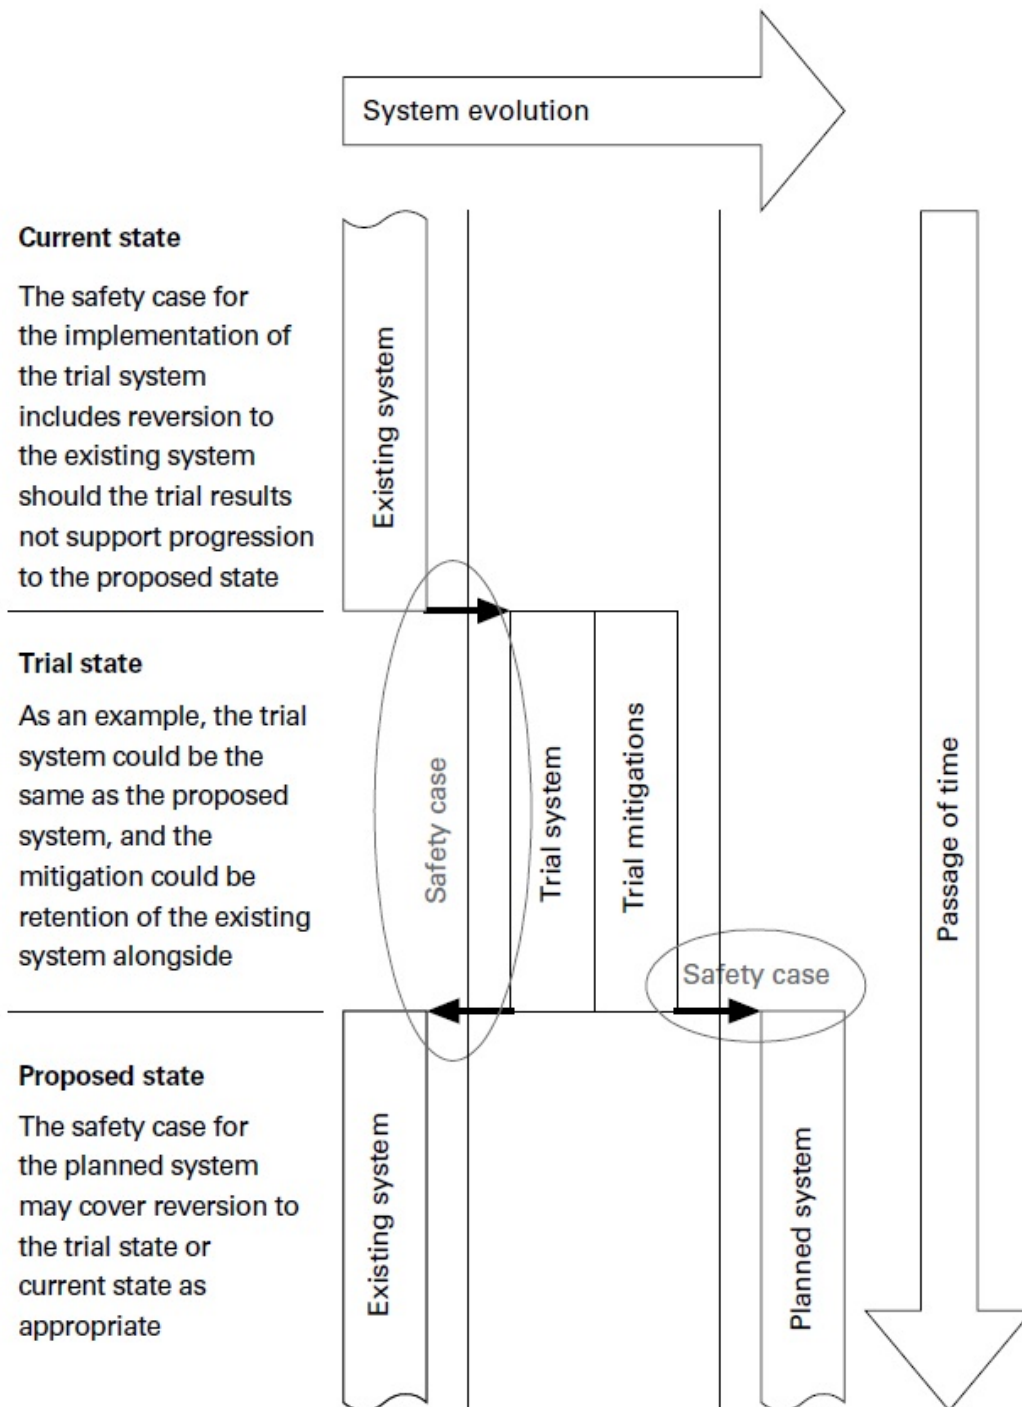 System evolution
Current state
The safety case for
the implementation of
the trial system
includes reversion to
the existing system
should the trial results
not support progression
to the proposed state
Existing system
Trial state
As an example, the trial
system could be the
same as the proposed
system, and the
mitigation could be
retention of the existing
system alongside
Safety case
Trial system
Trial mitigations
Safety case
Passage of time
Proposed state
The safety case for
the planned system
may cover reversion to
the trial state or
current state as
appropriate
Existing system
Planned system